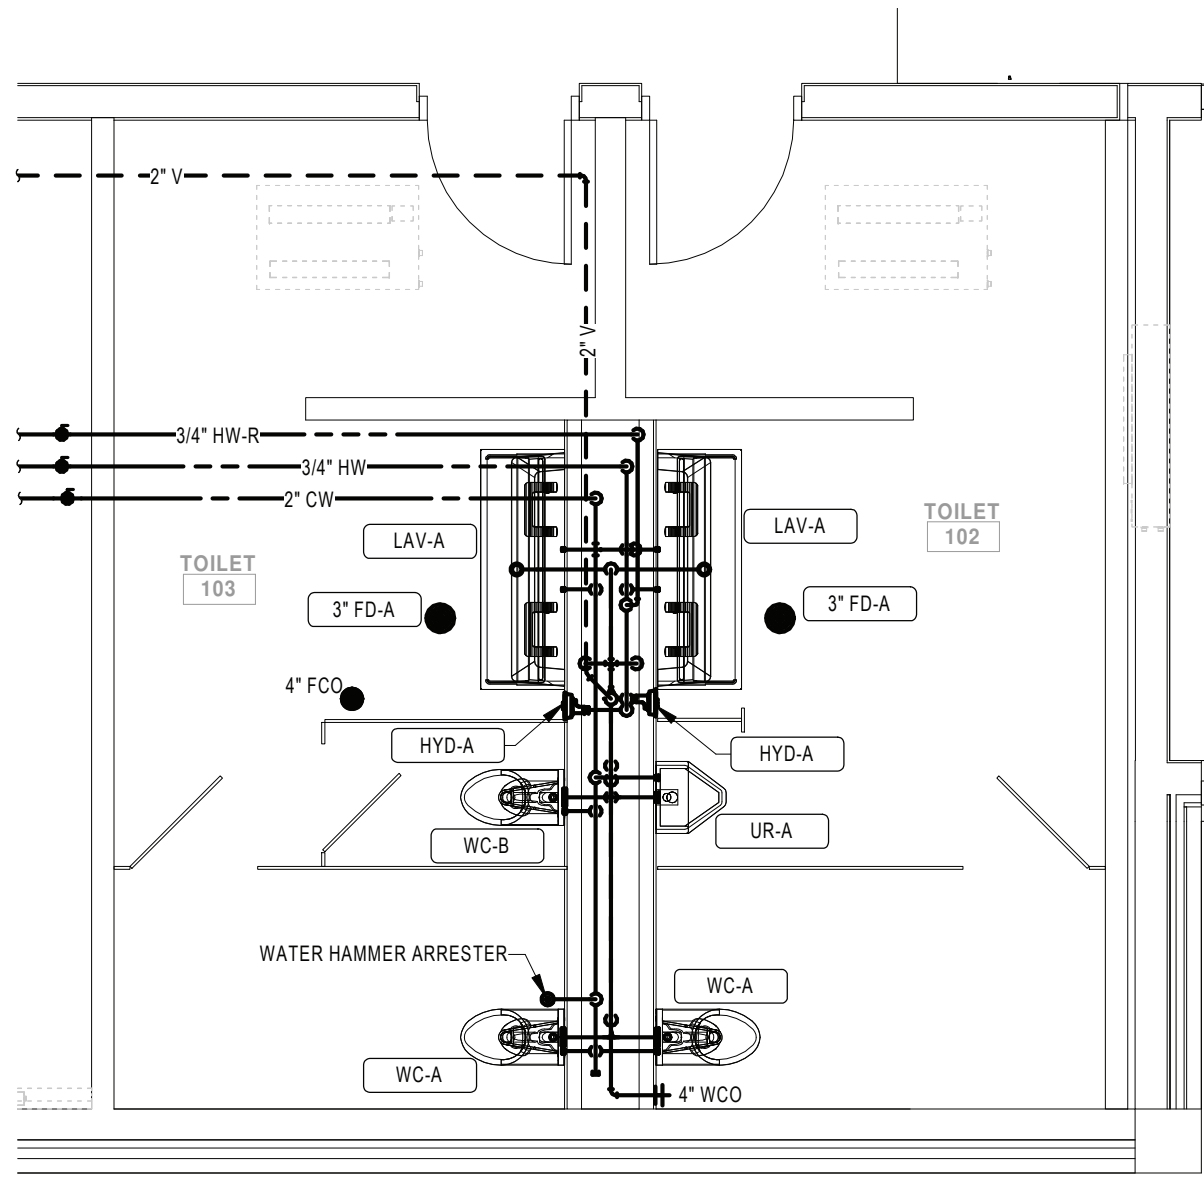 2" V
2" V
3/4" HW-R
3/4" HW
2" CW
LAV-A
LAV-A
TOILET
102
TOILET
103
3" FD-A
3" FD-A
4" FCO
HYD-A
HYD-A
WC-B
UR-A
WATER HAMMER ARRESTER
WC-A
WC-A
4" WCO